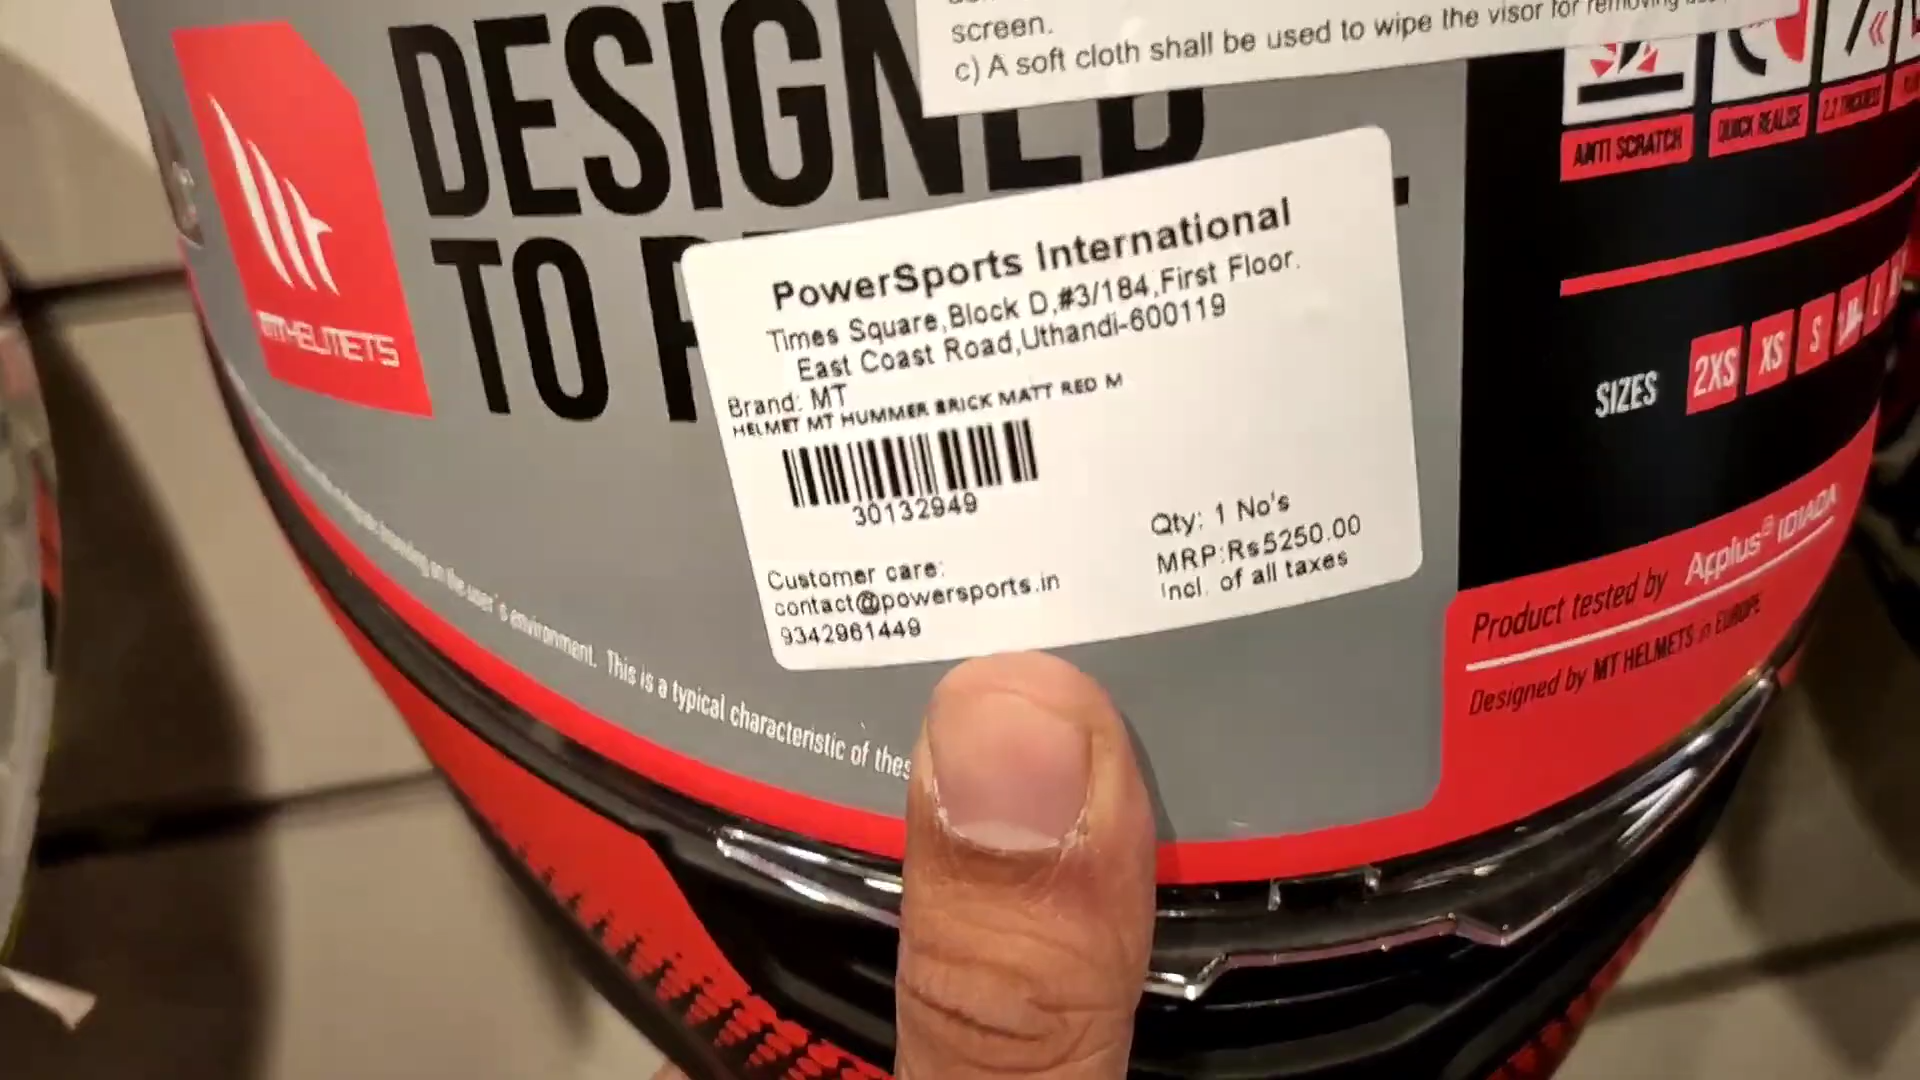 screen.
c) A soft cloth shall be used to wipe the visor for removing
DESIGNED
TO
MT HELMETS
PowerSports International
Times Square,Block D,#3/184,First Floor.
East Coast Road,Uthandi-600119
Brand: MT
HELMET MT HUMMER BRICK MATT RED M
30132949
Qty: 1 No's
MRP:Rs5250.00
Incl. of all taxes
Customer care:
contact@powersports.in
9342961449
ANTI SCRATCH
QUICK REALISE
2.2 THICKNESS
SIZES 2XS XS S M L
Product tested by Applus⊕ IDIADA
Designed by MT HELMETS in EUROPE
on the user's environment. This is a typical characteristic of thes